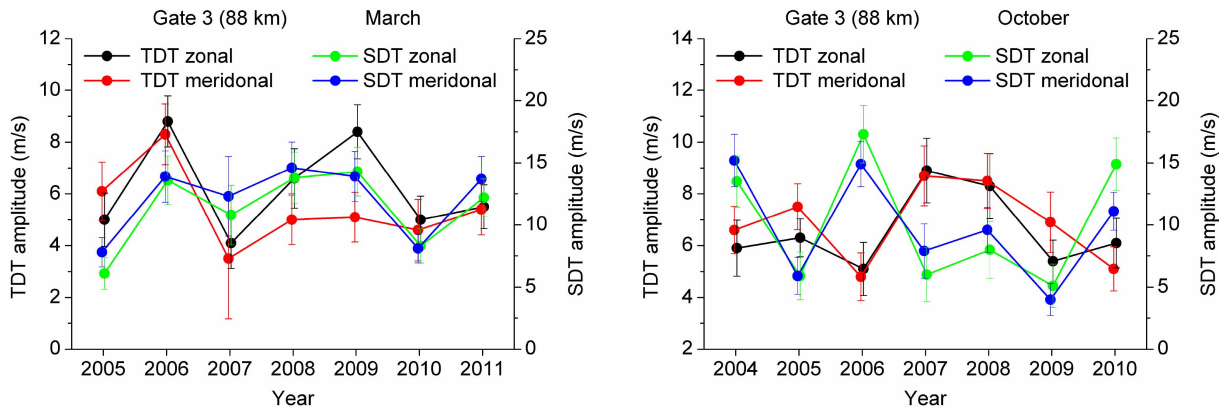 Gate 3 (88 km) March
TDT zonal SDT zonal
TDT meridonal SDT meridonal
TDT amplitude (m/s)
12
10
8
6
4
2
0
SDT amplitude (m/s)
25
20
15
10
5
0
2005 2006 2007 2008 2009 2010 2011
Year
Gate 3 (88 km) October
TDT zonal SDT zonal
TDT meridonal SDT meridonal
TDT amplitude (m/s)
14
12
10
8
6
4
2
SDT amplitude (m/s)
25
20
15
10
5
0
2004 2005 2006 2007 2008 2009 2010
Year